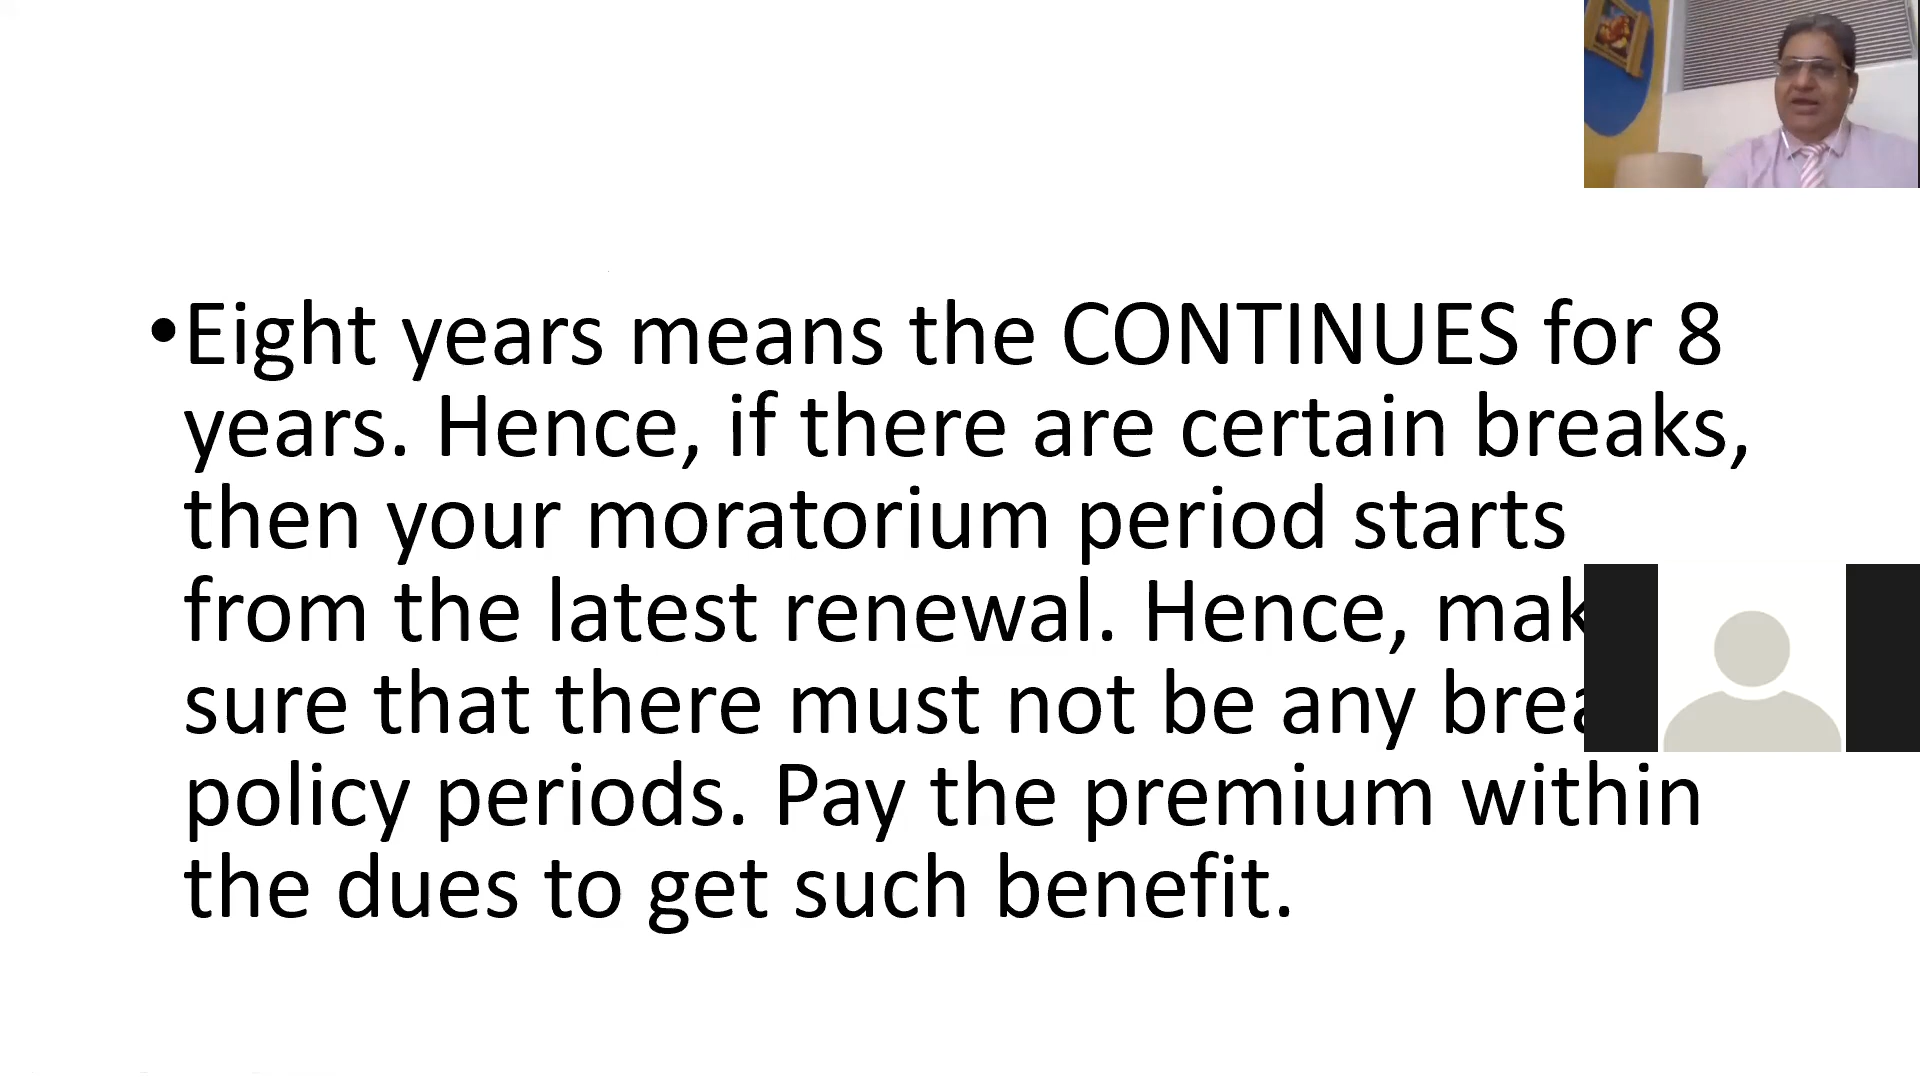 •Eight years means the CONTINUES for 8
years. Hence, if there are certain breaks,
then your moratorium period starts
from the latest renewal. Hence,
sure that there must not be any
policy periods. Pay the premium within
the dues to get such benefit.